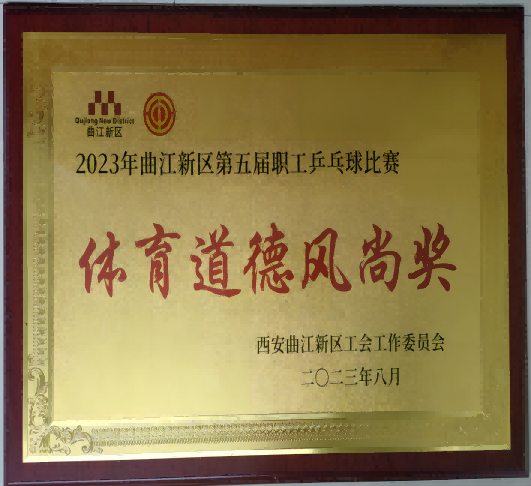 Qujiang New District
曲江新区
2023年曲江新区第五届职工乒乓球比赛
体育道德风尚奖
西安曲江新区工会工作委员会
二〇二三年八月